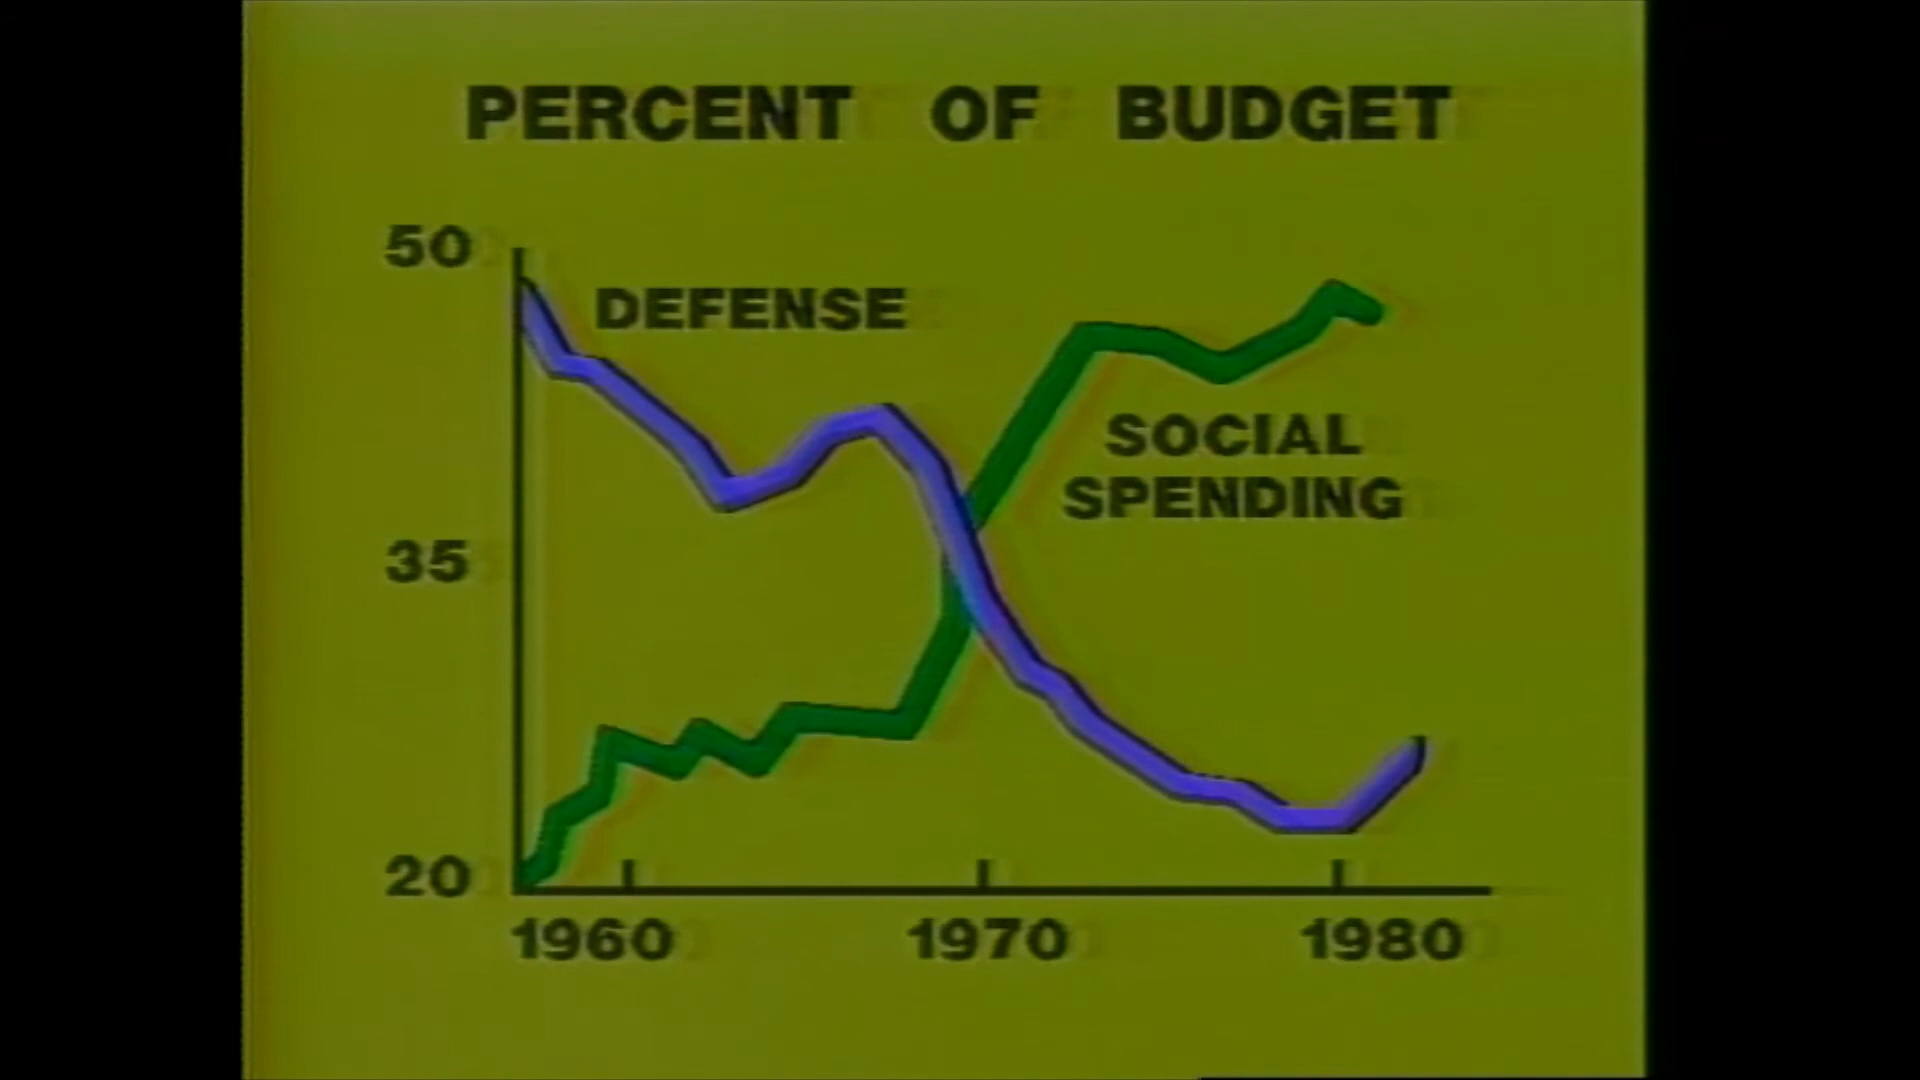 PERCENT OF BUDGET
50
DEFENSE
SOCIAL
SPENDING
35
20
1960 1970 1980